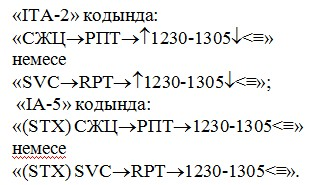 «ITA-2» кодында:
«СЖЦ→РПТ→↑1230-1305↓<≡»
немесе
«SVC→RPT→↑1230-1305↓<≡»;
«IA-5» кодында:
«(STX) СЖЦ→РПТ→1230-1305<≡»
немесе
«(STX) SVC→RPT→1230-1305<≡».